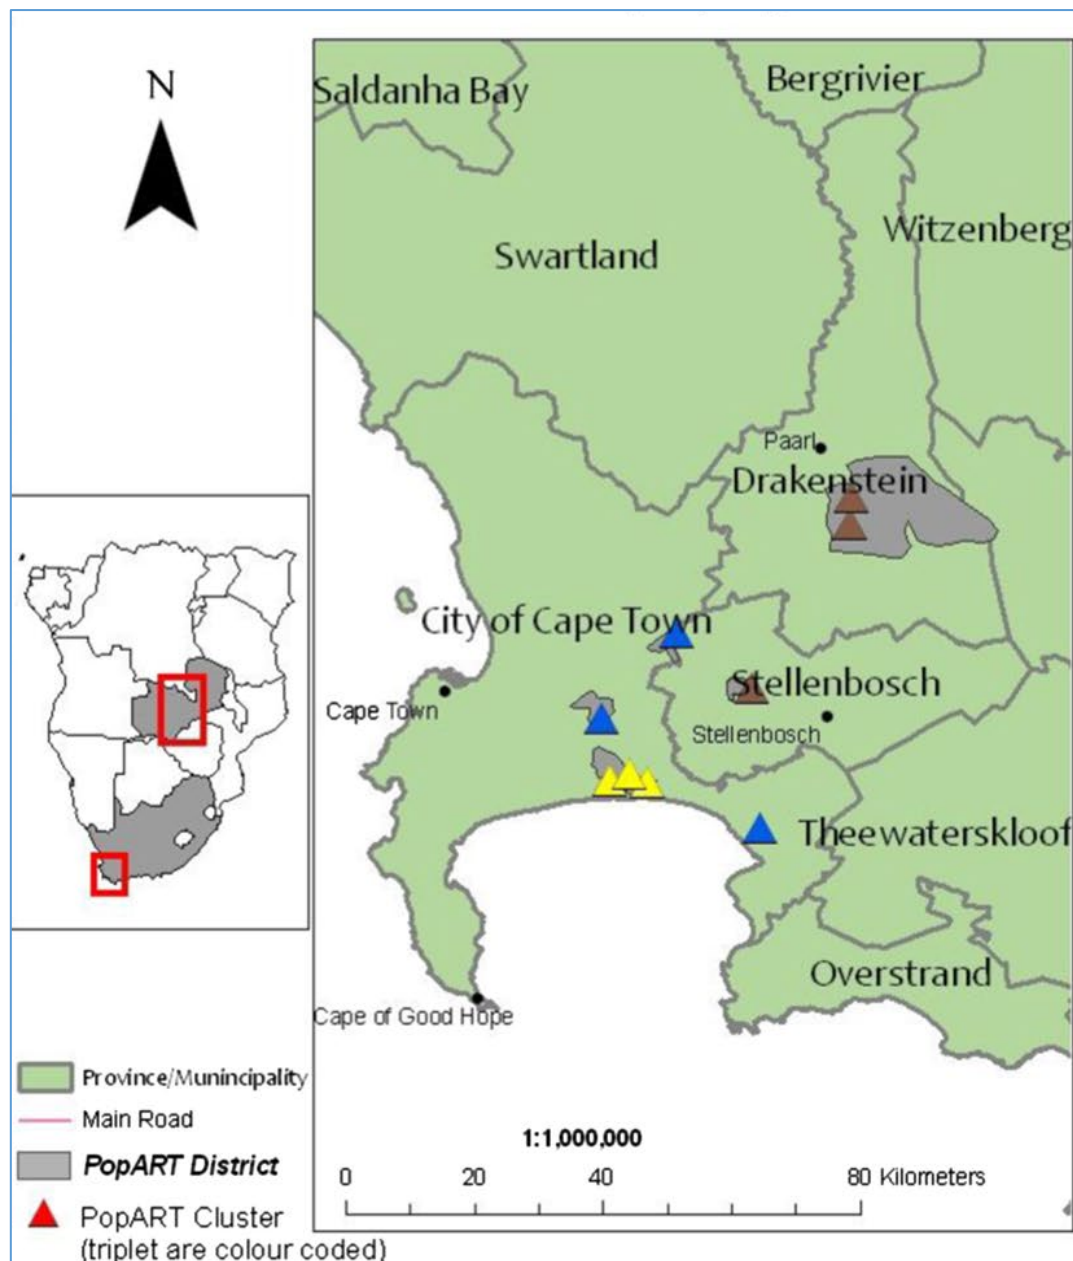 N
Saldanha Bay
Bergrivier
Witzenberg
Swartland
Paarl
Drakenstein
City of Cape Town
Stellenbosch
Cape Town
Stellenbosch
Theewaterskloof
Overstrand
Cape of Good Hope
Province/Munincipality
Main Road
PopART District
PopART Cluster
(triplet are colour coded)
1:1,000,000
0 20 40 80 Kilometers